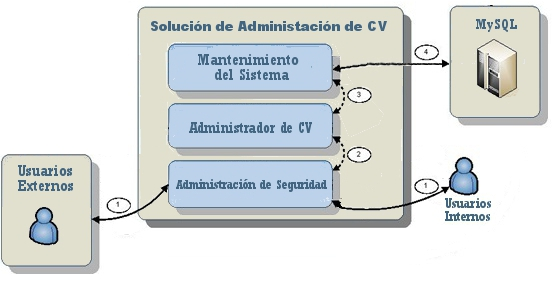 Solución de Administación de CV
MySQL
Mantenimiento
del Sistema
4
3
Administrador de CV
2
Usuarios
Externos
Administración de Seguridad
1
1
Usuarios
Internos